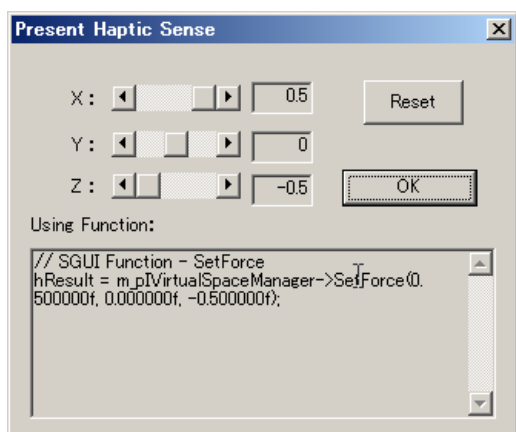 Present Haptic Sense
X: 0.5
Reset
Y: 0
Z: -0.5
OK
Using Function:
// SGUI Function - SetForce
hResult = m_pIVirtualSpaceManager->SetForce(0.
500000f, 0.000000f, -0.500000f);